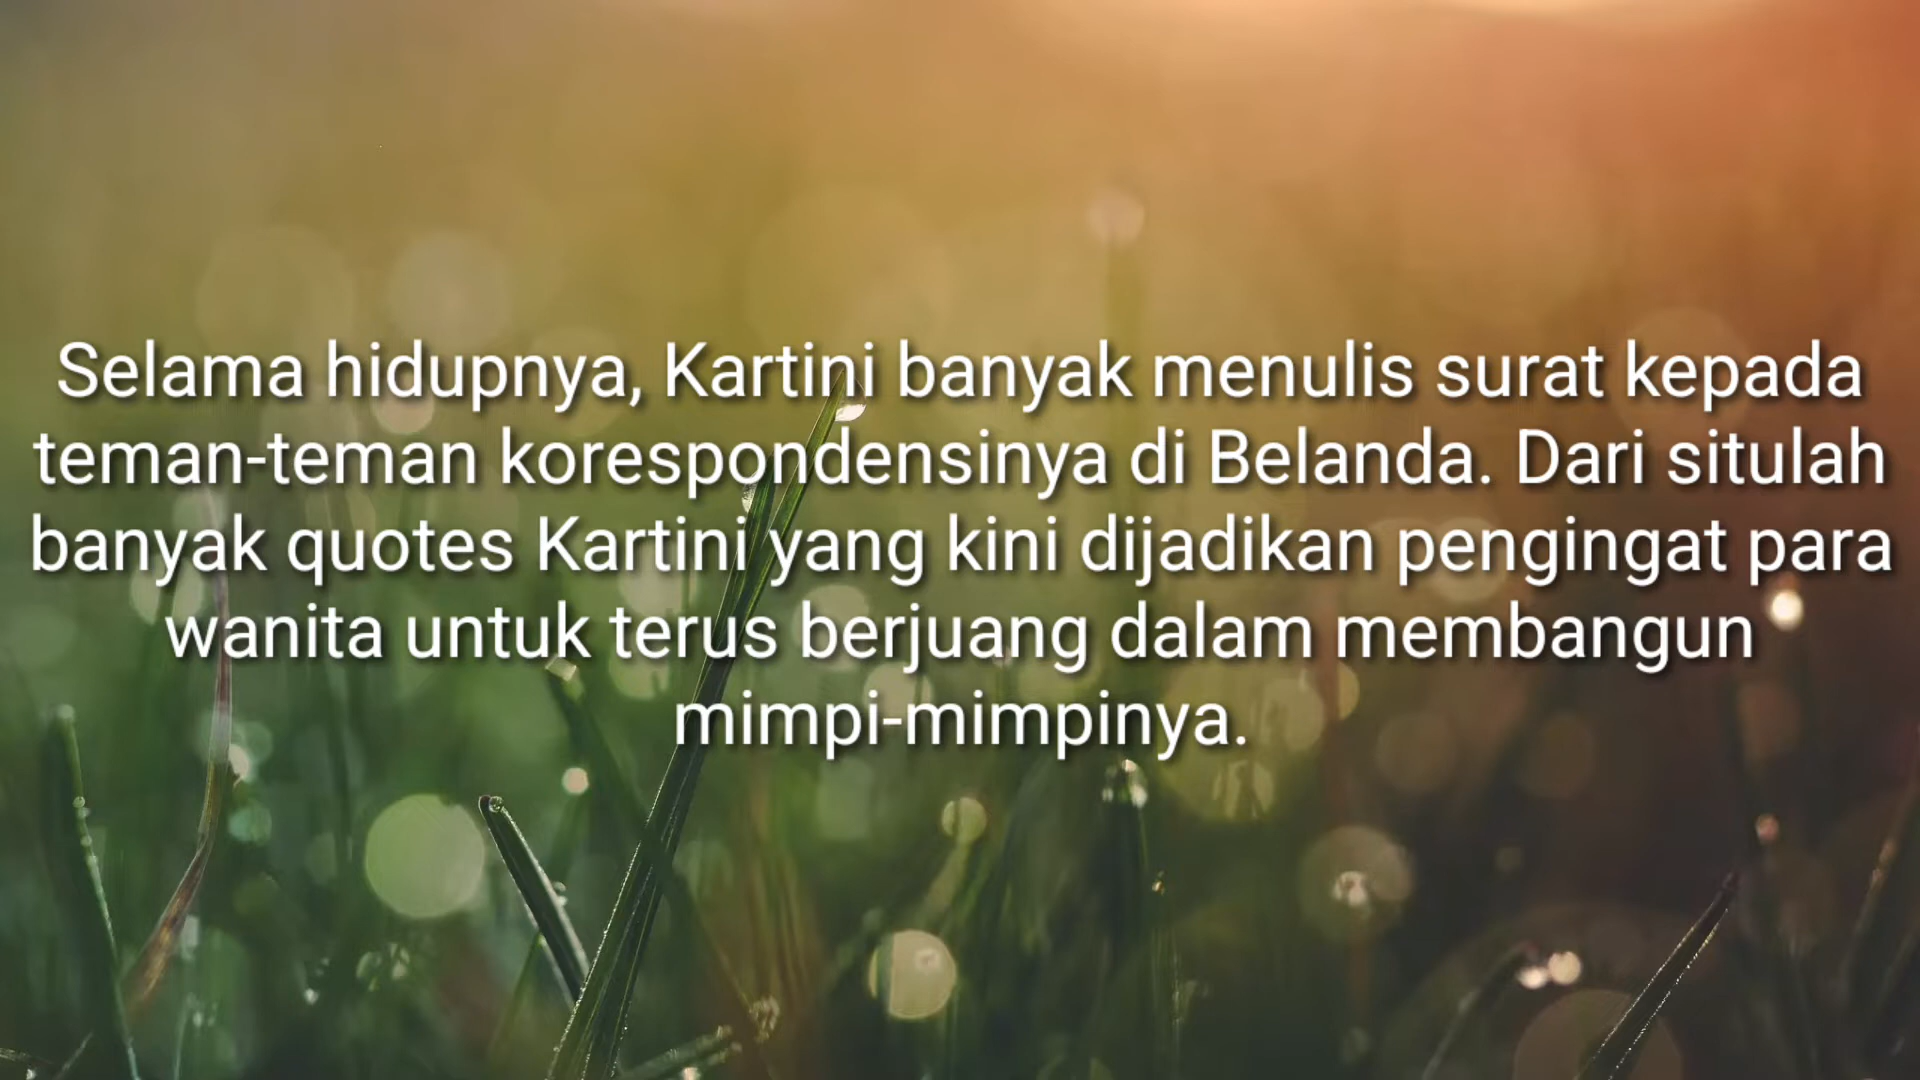 Selama hidupnya, Kartini banyak menulis surat kepada
teman-teman korespondensinya di Belanda. Dari situlah
banyak quotes Kartini yang kini dijadikan pengingat para
wanita untuk terus berjuang dalam membangun
mimpi-mimpinya.